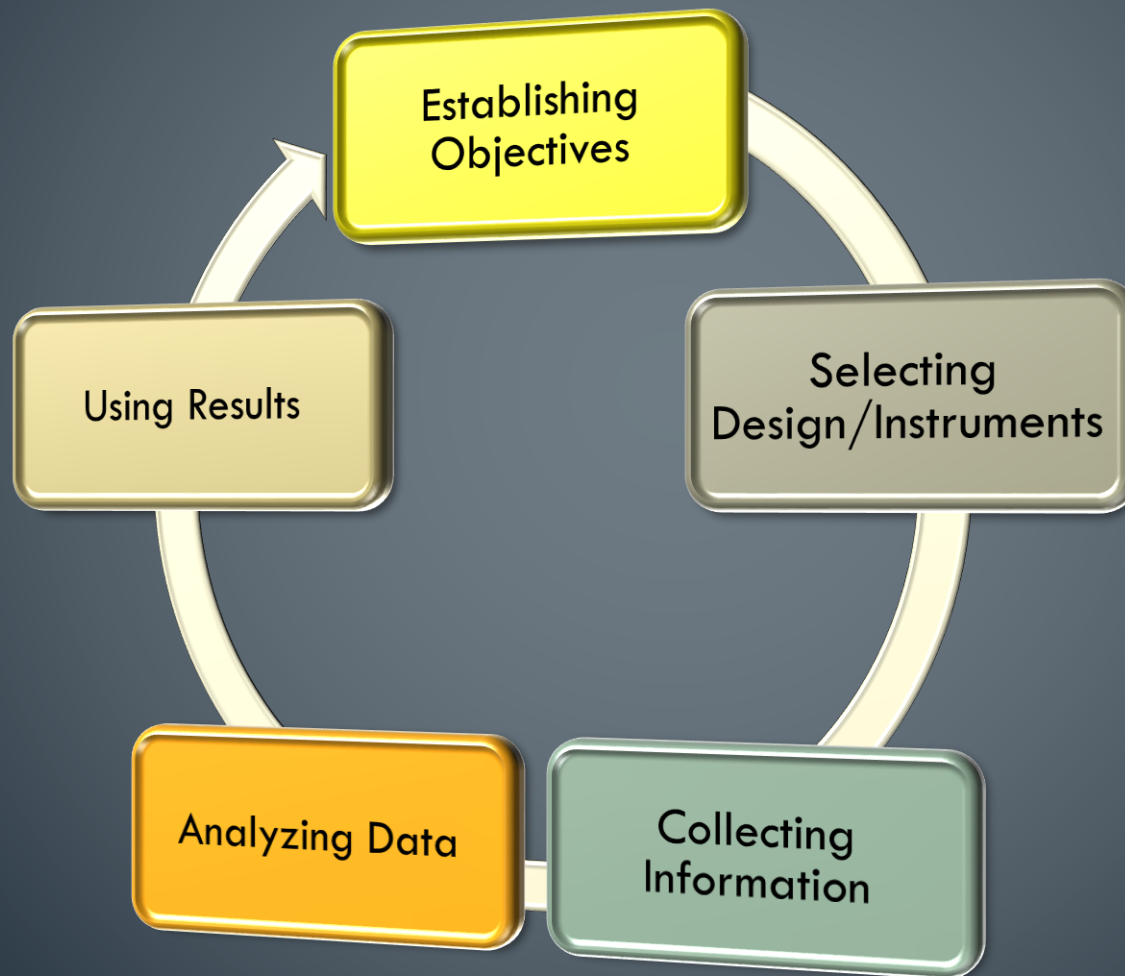 Establishing
Objectives
Selecting
Design/Instruments
Collecting
Information
Analyzing Data
Using Results